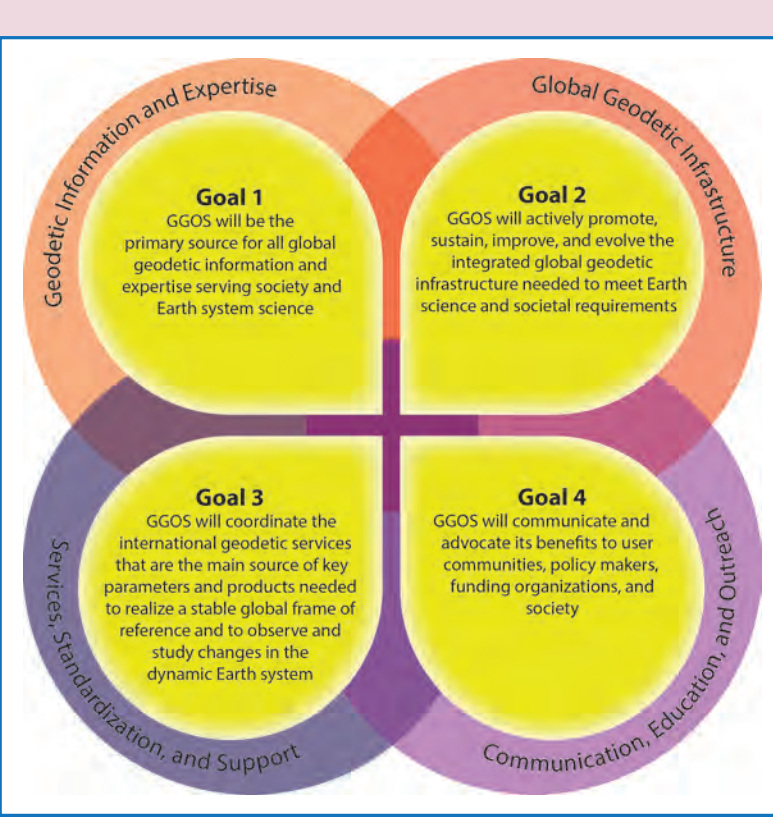 Geodetic Information and Expertise
Goal 1
GGOS will be the
primary source for all global
geodetic information and
expertise serving society and
Earth system science
Global Geodetic Infrastructure
Goal 2
GGOS will actively promote,
sustain, improve, and evolve the
integrated global geodetic
infrastructure needed to meet Earth
science and societal requirements
Goal 3
GGOS will coordinate the
international geodetic services
that are the main source of key
parameters and products needed
to realize a stable global frame of
reference and to observe and
study changes in the
dynamic Earth system
Services, Standardization, and Support
Goal 4
GGOS will communicate and
advocate its benefits to user
communities, policy makers,
funding organizations, and
society
Communication, Education, and Outreach